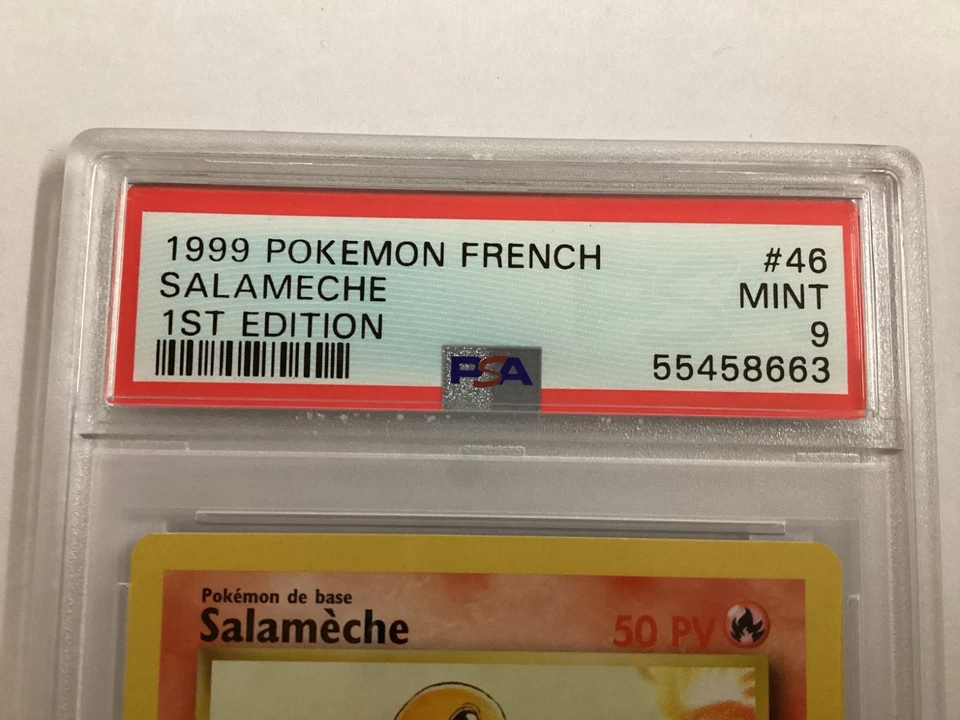 1999 POKEMON FRENCH #46
SALAMECHE MINT
1ST EDITION 9
PSA 55458663
Pokémon de base
Salamèche 50 PV